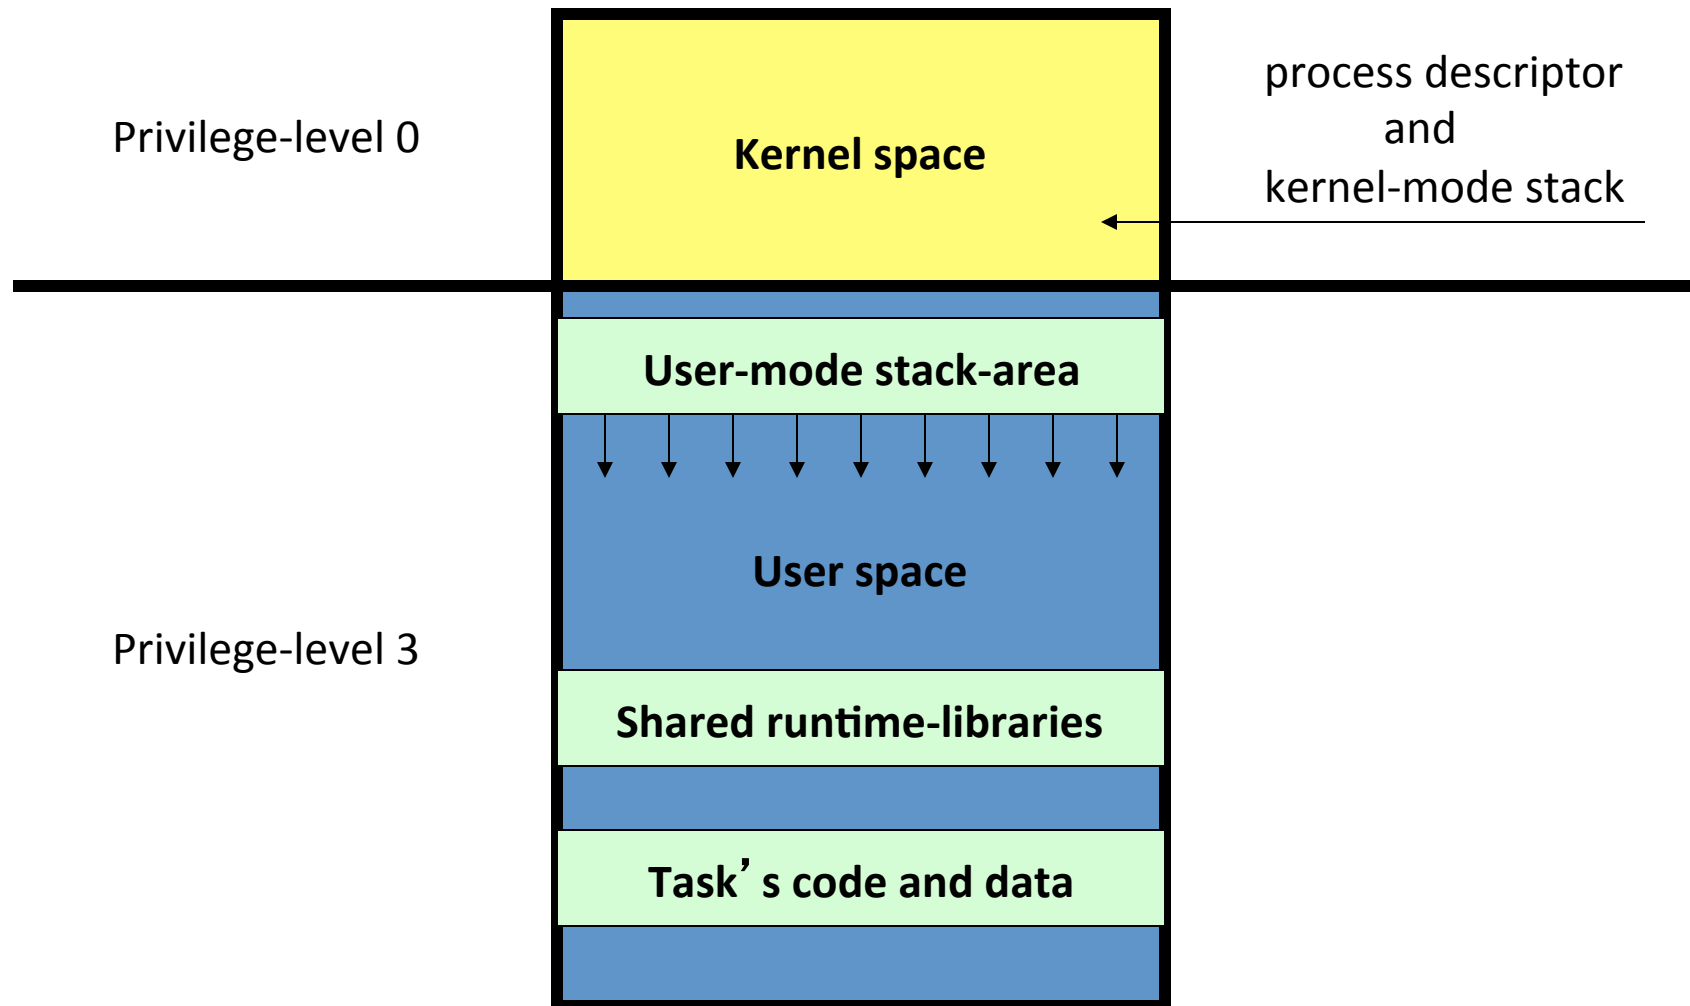 Privilege-level 0
Kernel space
process descriptor
and
kernel-mode stack
User-mode stack-area
User space
Privilege-level 3
Shared runtime-libraries
Task’s code and data